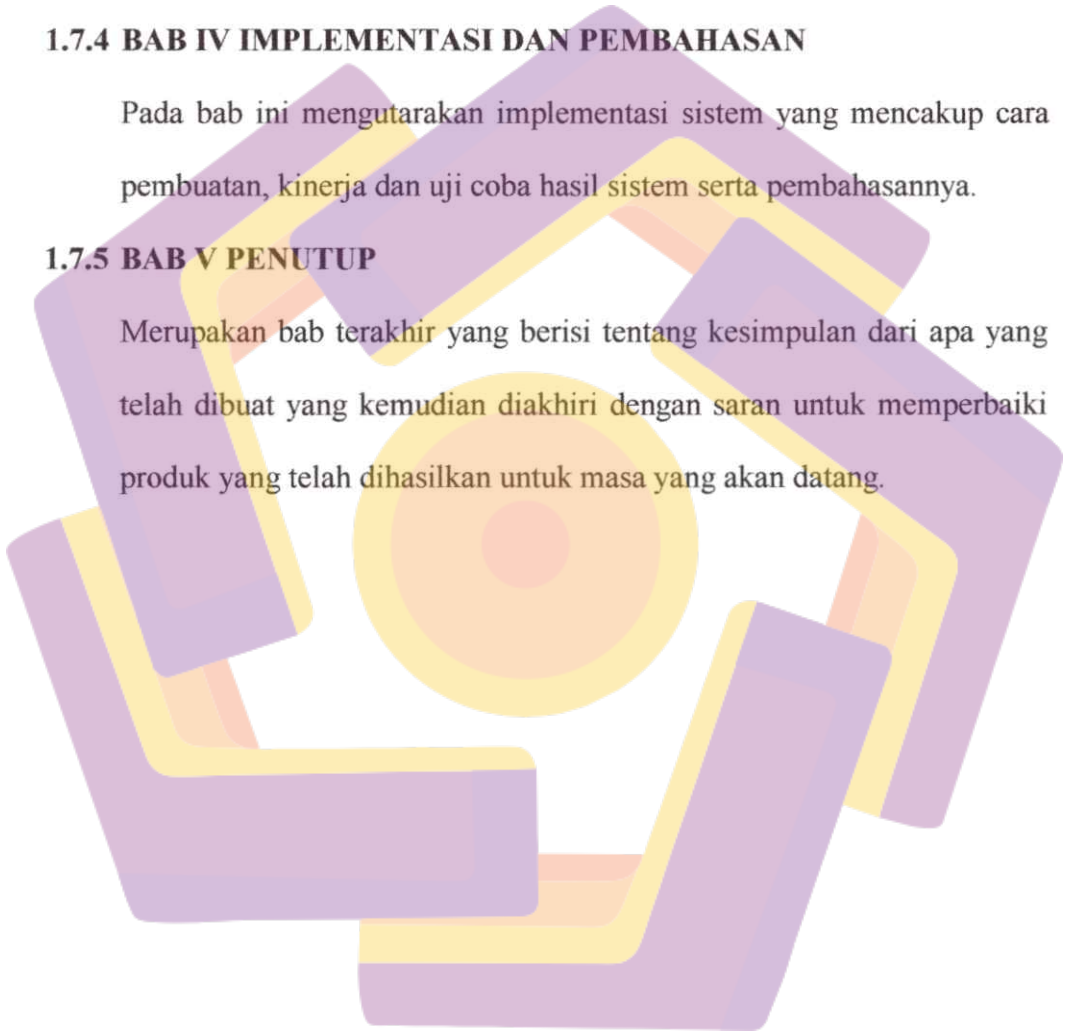 1.7.4 BAB IV IMPLEMENTASI DAN PEMBAHASAN
Pada bab ini mengutarakan implementasi sistem yang mencakup cara
pembuatan, kinerja dan uji coba hasil sistem serta pembahasannya.
1.7.5 BAB V PENUTUP
Merupakan bab terakhir yang berisi tentang kesimpulan dari apa yang
telah dibuat yang kemudian diakhiri dengan saran untuk memperbaiki
produk yang telah dihasilkan untuk masa yang akan datang.